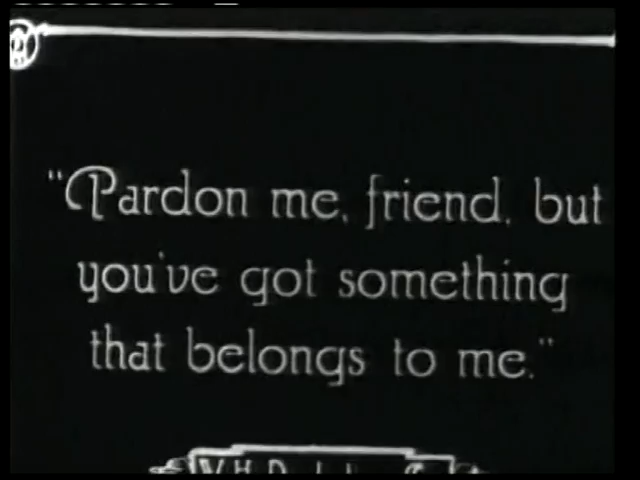 "Pardon me, friend, but
you've got something
that belongs to me."